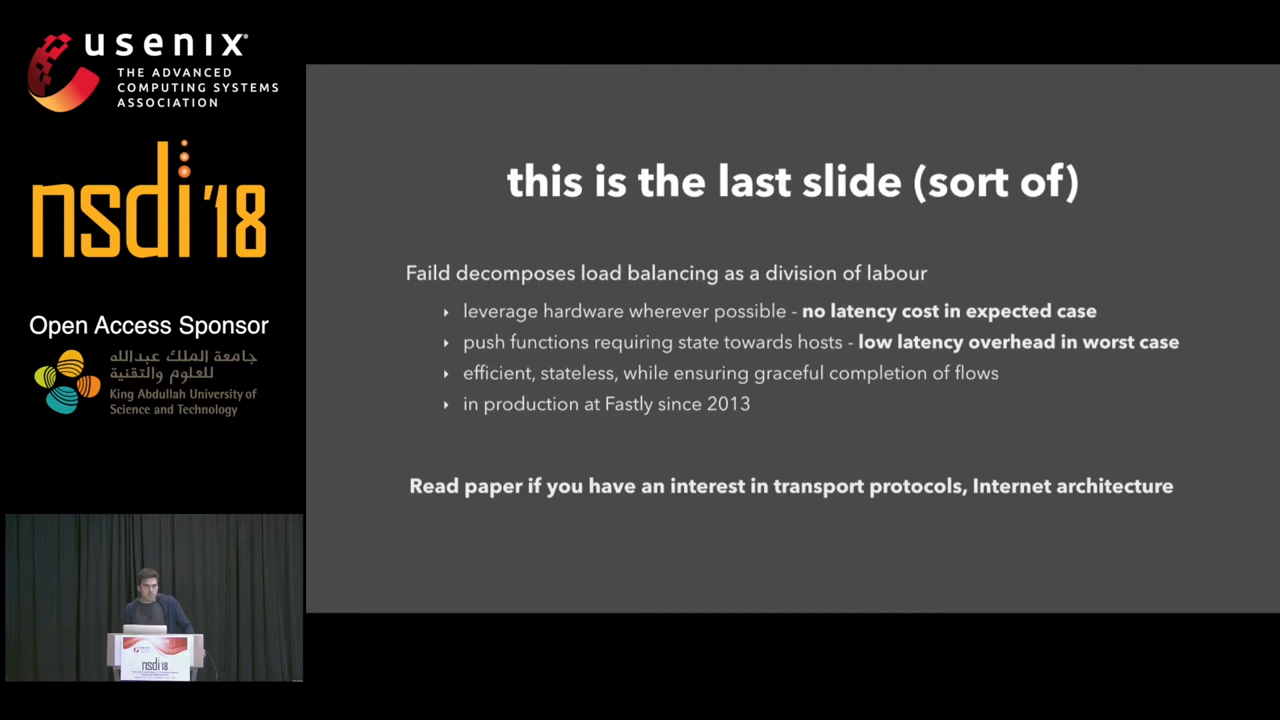 usenix
THE ADVANCED
COMPUTING SYSTEMS
ASSOCIATION
nsdi '18
Open Access Sponsor
جامعة الملك عبدالله
للعلوم والتقنية
King Abdullah University of
Science and Technology
this is the last slide (sort of)
Faild decomposes load balancing as a division of labour
leverage hardware wherever possible - no latency cost in expected case
push functions requiring state towards hosts - low latency overhead in worst case
efficient, stateless, while ensuring graceful completion of flows
in production at Fastly since 2013
Read paper if you have an interest in transport protocols, Internet architecture
usenix
nsdi'18